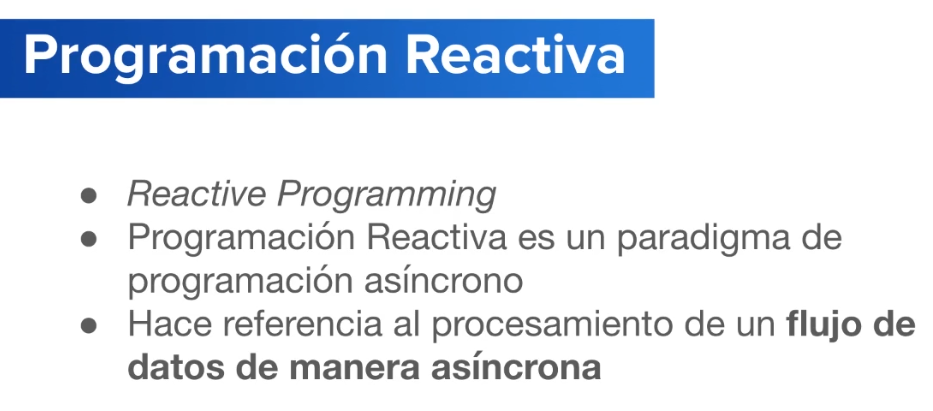 Programación Reactiva
● Reactive Programming
● Programación Reactiva es un paradigma de
programación asíncrono
● Hace referencia al procesamiento de un flujo de
datos de manera asíncrona